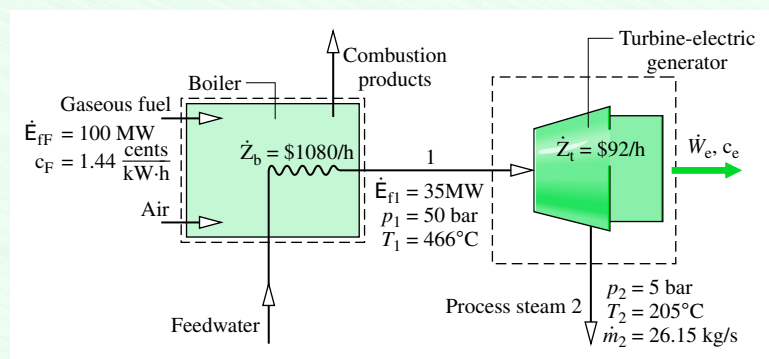 Turbine-electric
generator
Combustion
products
Boiler
Gaseous fuel
Ė_fF = 100 MW
c_F = 1.44 cents/kW·h
Ż_b = $1080/h
1
Ż_t = $92/h
Ẇ_e, c_e
Ė_f1 = 35MW
p_1 = 50 bar
T_1 = 466°C
Air
Feedwater
Process steam 2
p_2 = 5 bar
T_2 = 205°C
ṁ_2 = 26.15 kg/s